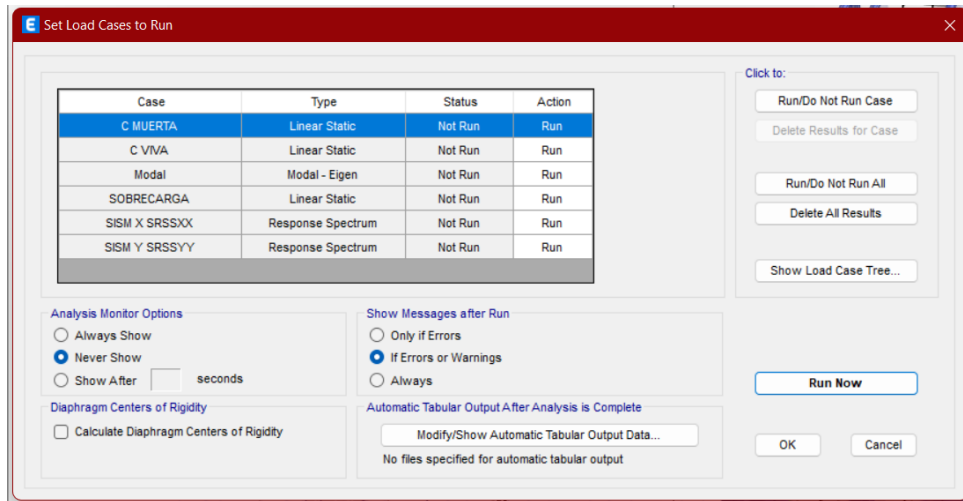 E Set Load Cases to Run
Click to:
Case Type Status Action
C MUERTA Linear Static Not Run Run
C VIVA Linear Static Not Run Run
Modal Modal - Eigen Not Run Run
SOBRECARGA Linear Static Not Run Run
SISM X SRSSXX Response Spectrum Not Run Run
SISM Y SRSSYY Response Spectrum Not Run Run
Run/Do Not Run Case
Delete Results for Case
Run/Do Not Run All
Delete All Results
Show Load Case Tree...
Analysis Monitor Options
Always Show
Never Show
Show After seconds
Show Messages after Run
Only if Errors
If Errors or Warnings
Always
Run Now
Diaphragm Centers of Rigidity
Calculate Diaphragm Centers of Rigidity
Automatic Tabular Output After Analysis is Complete
Modify/Show Automatic Tabular Output Data...
No files specified for automatic tabular output
OK Cancel